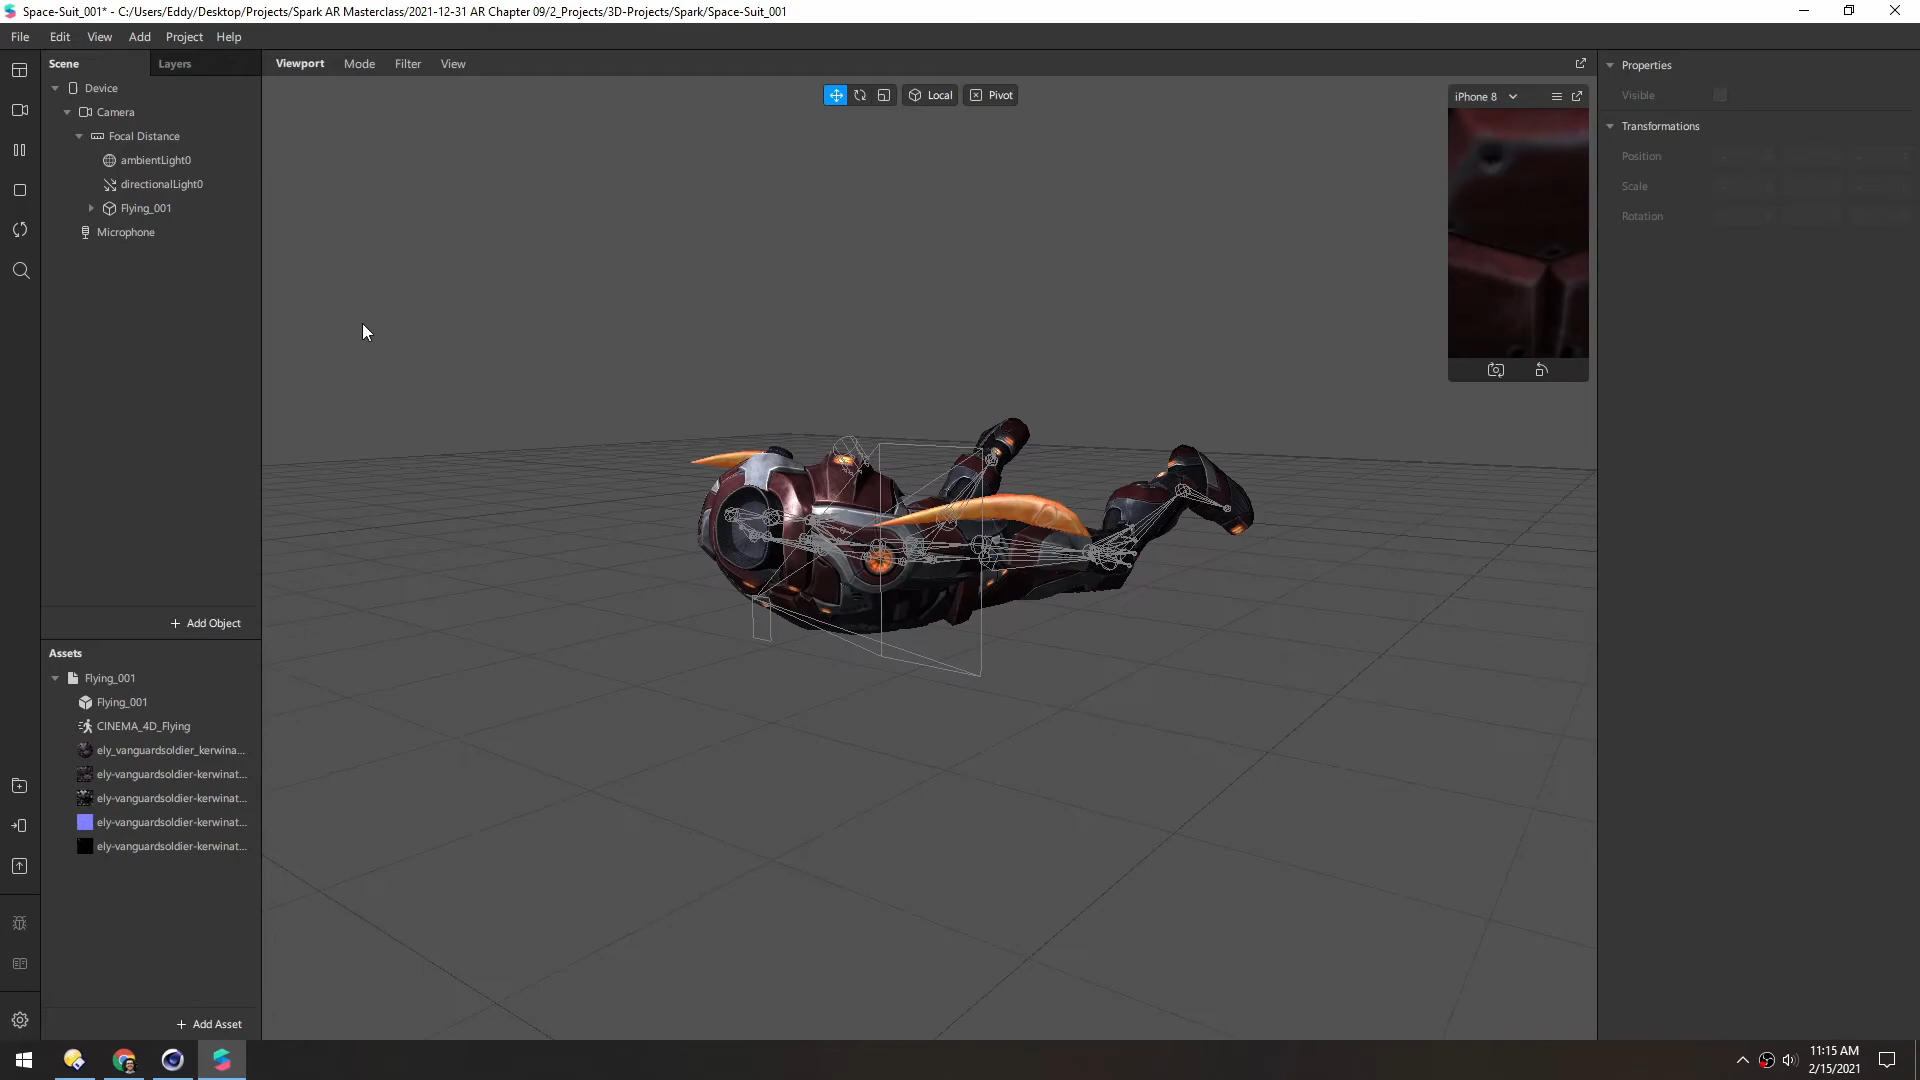 Space-Suit_001* - C:/Users/Eddy/Desktop/Projects/Spark AR Masterclass/2021-12-31 AR Chapter 09/2_Projects/3D-Projects/Spark/Space-Suit_001
File Edit View Add Project Help
Scene Layers
Device
Camera
Focal Distance
ambientLight0
directionalLight0
Flying_001
Microphone
+ Add Object
Assets
Flying_001
Flying_001
CINEMA_4D_Flying
ely_vanguardsoldier_kerwina...
ely-vanguardsoldier-kerwinat...
ely-vanguardsoldier-kerwinat...
ely-vanguardsoldier-kerwinat...
ely-vanguardsoldier-kerwinat...
+ Add Asset
Viewport Mode Filter View
Local Pivot
iPhone 8
Properties
Visible
Transformations
Position
Scale
Rotation
11:15 AM
2/15/2021